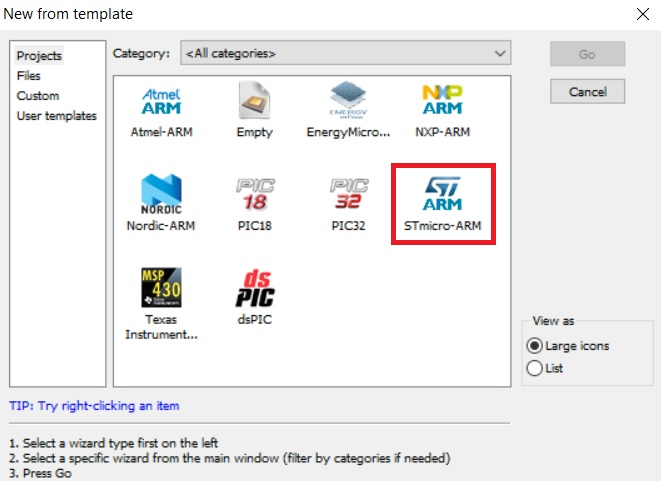 New from template
Projects
Files
Custom
User templates
Category:
<All categories>
Go
Cancel
Atmel
ARM
Atmel-ARM
Empty
ENERGY
EnergyMicro...
NXP
ARM
NXP-ARM
NORDIC
Nordic-ARM
PIC
18
PIC18
PIC
32
PIC32
ST
ARM
STmicro-ARM
MSP
430
Texas
Instrument...
ds
PIC
dsPIC
View as
Large icons
List
TIP: Try right-clicking an item
1. Select a wizard type first on the left
2. Select a specific wizard from the main window (filter by categories if needed)
3. Press Go